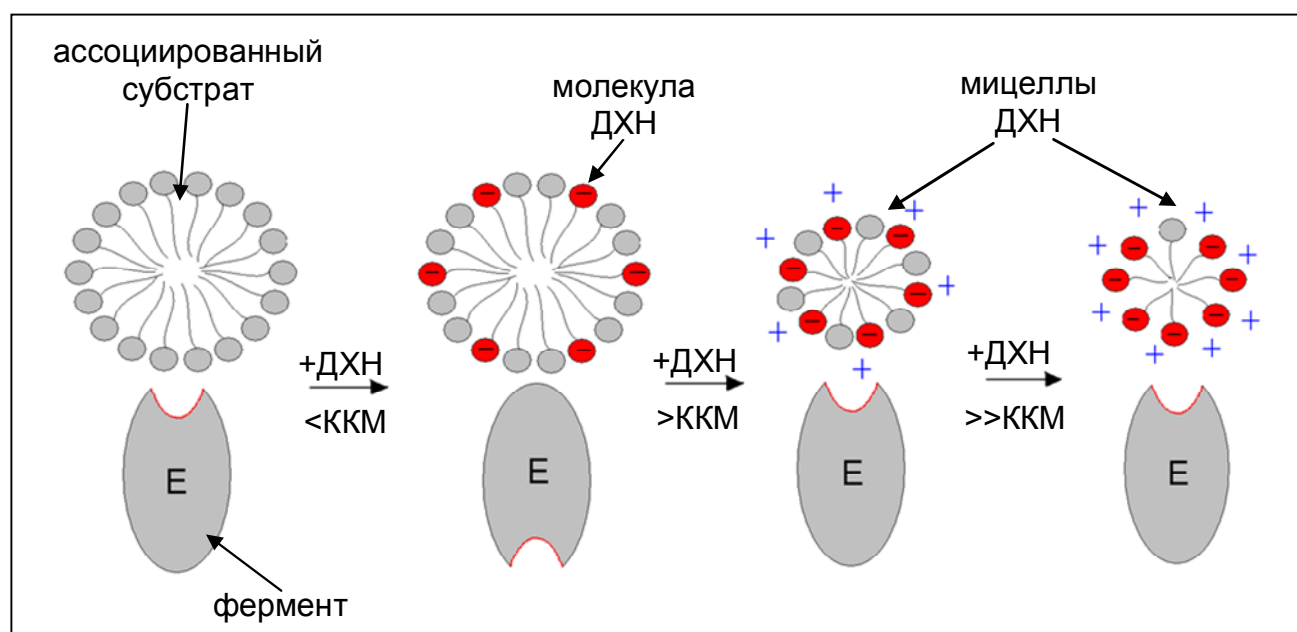 ассоциированный
субстрат
молекула
ДХН
мицеллы
ДХН
+ДХН
<ККМ
+ДХН
>ККМ
+ДХН
>>ККМ
E
E
E
E
фермент